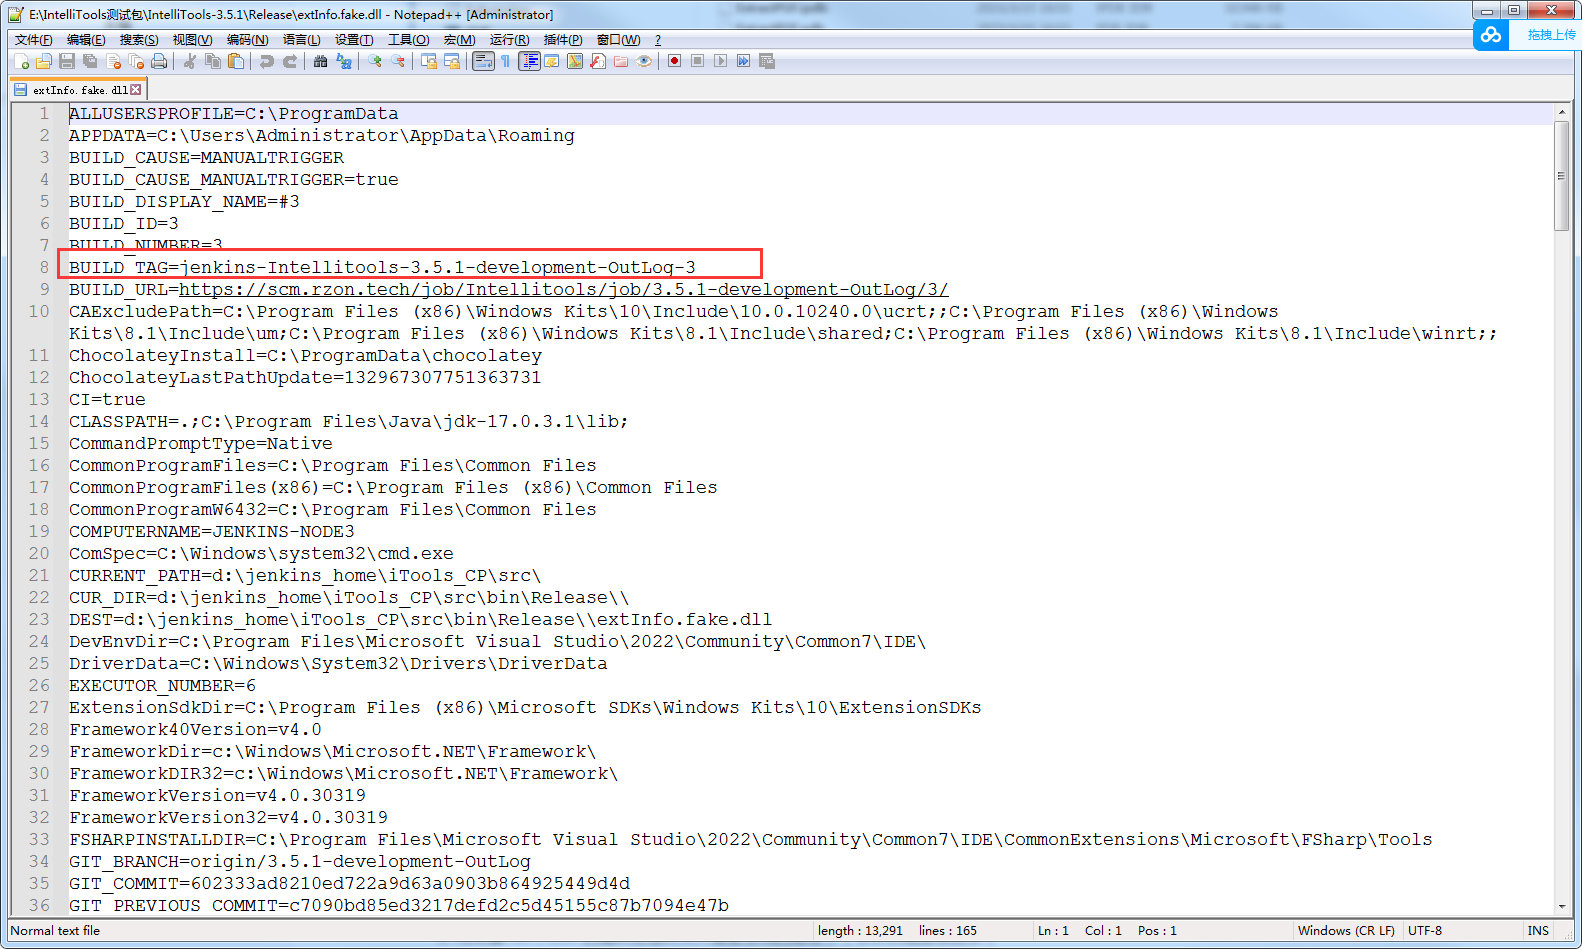 E:\IntelliTools测试包\IntelliTools-3.5.1\Release\extInfo.fake.dll - Notepad++ [Administrator]
文件(F) 编辑(E) 搜索(S) 视图(V) 编码(N) 语言(L) 设置(T) 工具(O) 宏(M) 运行(R) 插件(P) 窗口(W) ?
拖拽上传
extInfo.fake.dll
1 ALLUSERSPROFILE=C:\ProgramData
2 APPDATA=C:\Users\Administrator\AppData\Roaming
3 BUILD_CAUSE=MANUALTRIGGER
4 BUILD_CAUSE_MANUALTRIGGER=true
5 BUILD_DISPLAY_NAME=#3
6 BUILD_ID=3
7 BUILD_NUMBER=3
8 BUILD_TAG=jenkins-Intellitools-3.5.1-development-OutLog-3
9 BUILD_URL=https://scm.rzon.tech/job/Intellitools/job/3.5.1-development-OutLog/3/
10 CAExcludePath=C:\Program Files (x86)\Windows Kits\10\Include\10.0.10240.0\ucrt;;C:\Program Files (x86)\Windows
Kits\8.1\Include\um;C:\Program Files (x86)\Windows Kits\8.1\Include\shared;C:\Program Files (x86)\Windows Kits\8.1\Include\winrt;;
11 ChocolateyInstall=C:\ProgramData\chocolatey
12 ChocolateyLastPathUpdate=132967307751363731
13 CI=true
14 CLASSPATH=.;C:\Program Files\Java\jdk-17.0.3.1\lib;
15 CommandPromptType=Native
16 CommonProgramFiles=C:\Program Files\Common Files
17 CommonProgramFiles(x86)=C:\Program Files (x86)\Common Files
18 CommonProgramW6432=C:\Program Files\Common Files
19 COMPUTERNAME=JENKINS-NODE3
20 ComSpec=C:\Windows\system32\cmd.exe
21 CURRENT_PATH=d:\jenkins_home\iTools_CP\src\
22 CUR_DIR=d:\jenkins_home\iTools_CP\src\bin\Release\\
23 DEST=d:\jenkins_home\iTools_CP\src\bin\Release\\extInfo.fake.dll
24 DevEnvDir=C:\Program Files\Microsoft Visual Studio\2022\Community\Common7\IDE\
25 DriverData=C:\Windows\System32\Drivers\DriverData
26 EXECUTOR_NUMBER=6
27 ExtensionSdkDir=C:\Program Files (x86)\Microsoft SDKs\Windows Kits\10\ExtensionSDKs
28 Framework40Version=v4.0
29 FrameworkDir=c:\Windows\Microsoft.NET\Framework\
30 FrameworkDIR32=c:\Windows\Microsoft.NET\Framework\
31 FrameworkVersion=v4.0.30319
32 FrameworkVersion32=v4.0.30319
33 FSHARPINSTALLDIR=C:\Program Files\Microsoft Visual Studio\2022\Community\Common7\IDE\CommonExtensions\Microsoft\FSharp\Tools
34 GIT_BRANCH=origin/3.5.1-development-OutLog
35 GIT_COMMIT=602333ad8210ed722a9d63a0903b864925449d4d
36 GIT_PREVIOUS_COMMIT=c7090bd85ed3217defd2c5d45155c87b7094e47b
Normal text file length : 13,291 lines : 165 Ln : 1 Col : 1 Pos : 1 Windows (CR LF) UTF-8 INS